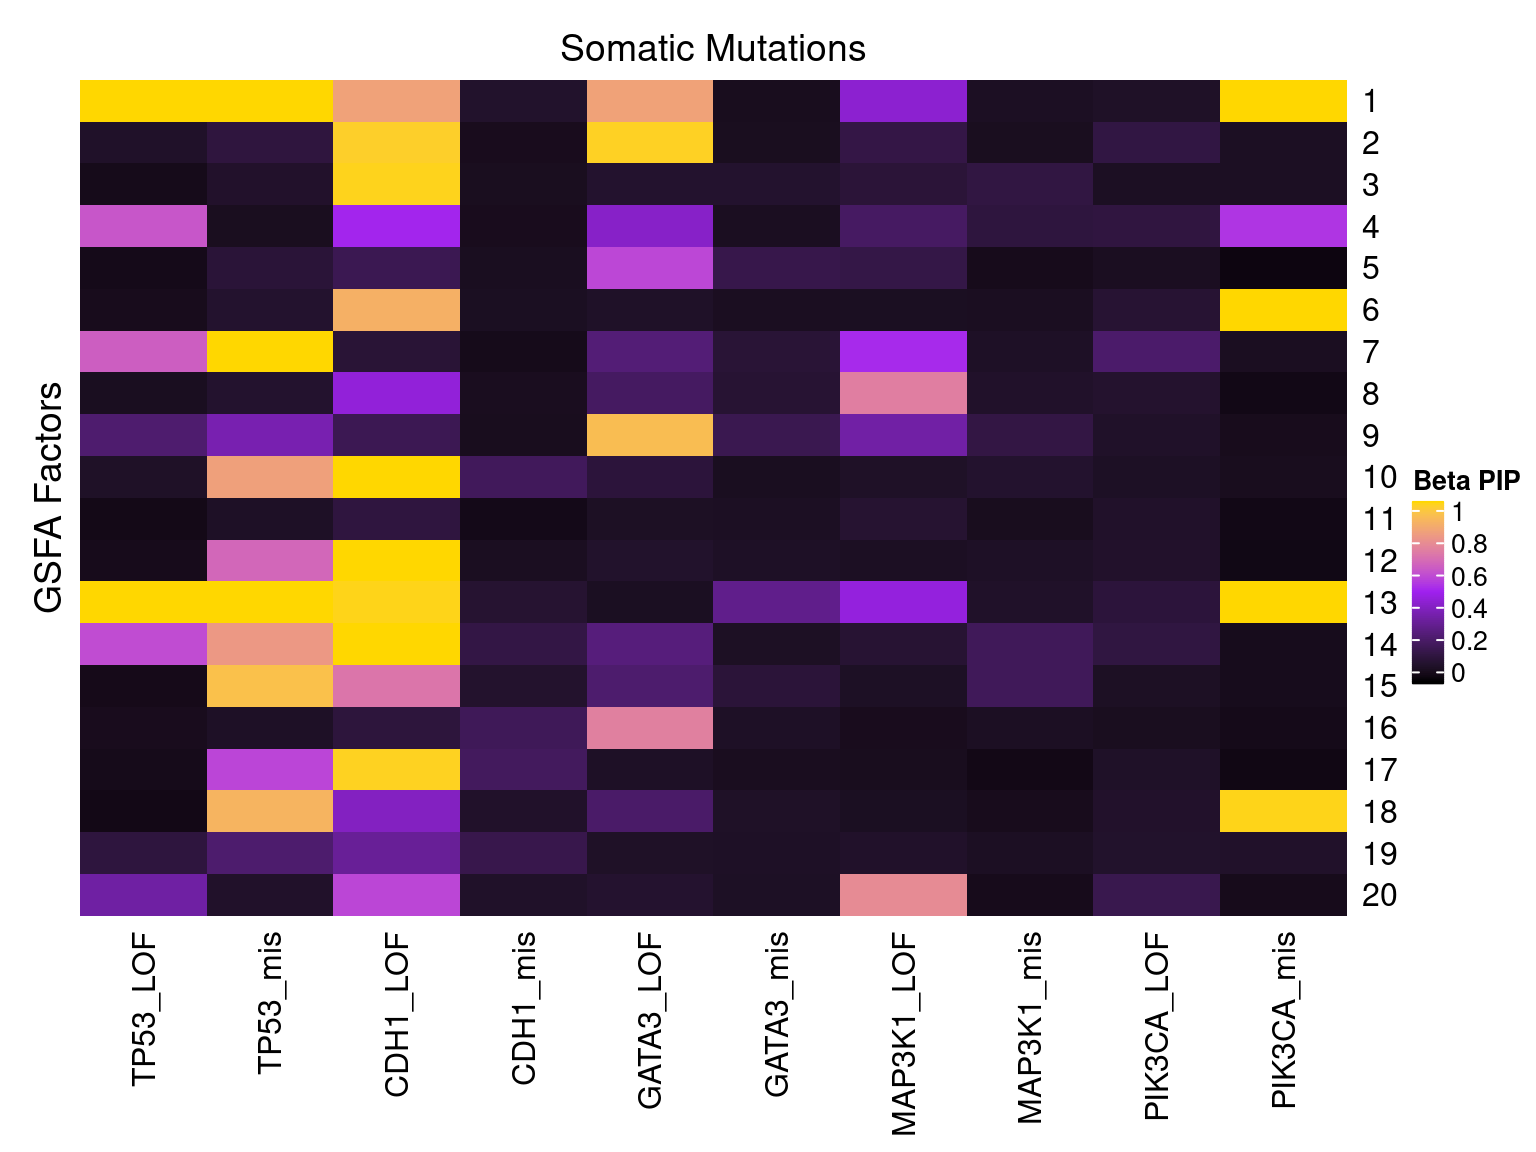 Somatic Mutations
GSFA Factors
1
2
3
4
5
6
7
8
9
10
11
12
13
14
15
16
17
18
19
20
Beta PIP
1
0.8
0.6
0.4
0.2
0
TP53_LOF
TP53_mis
CDH1_LOF
CDH1_mis
GATA3_LOF
GATA3_mis
MAP3K1_LOF
MAP3K1_mis
PIK3CA_LOF
PIK3CA_mis